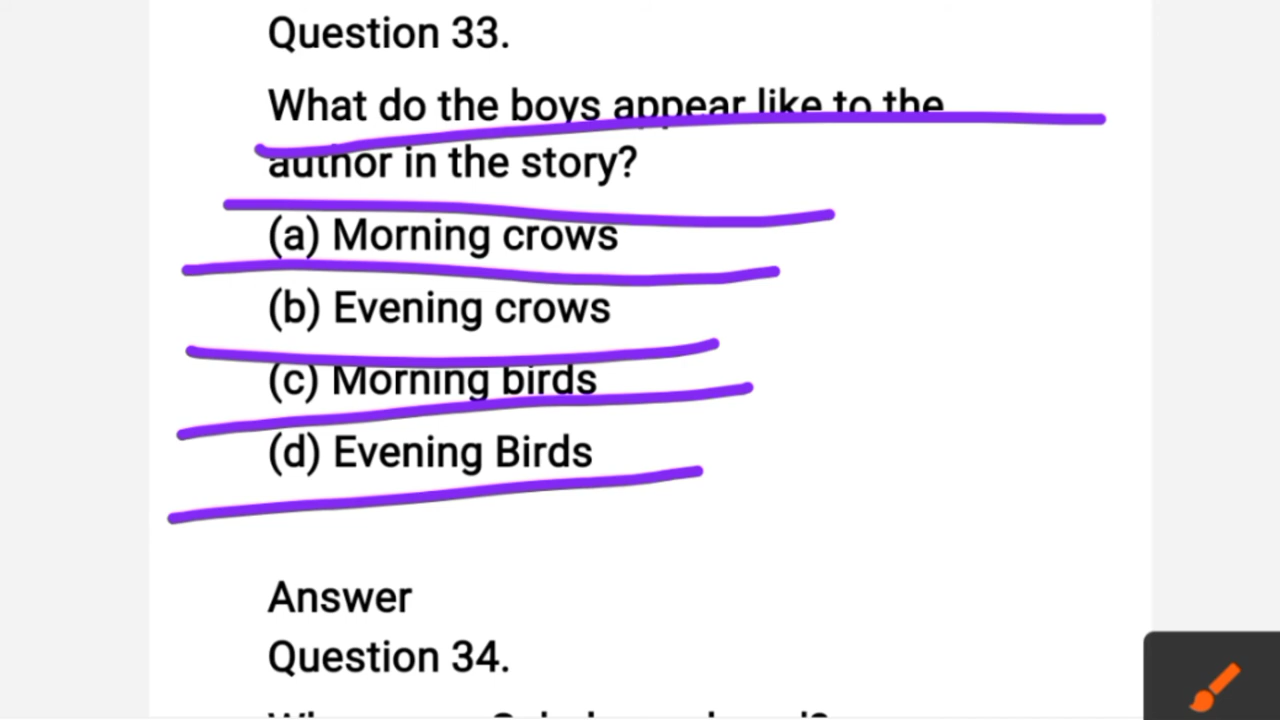 Question 33.
What do the boys appear like to the
author in the story?
(a) Morning crows
(b) Evening crows
(c) Morning birds
(d) Evening Birds
Answer
Question 34.